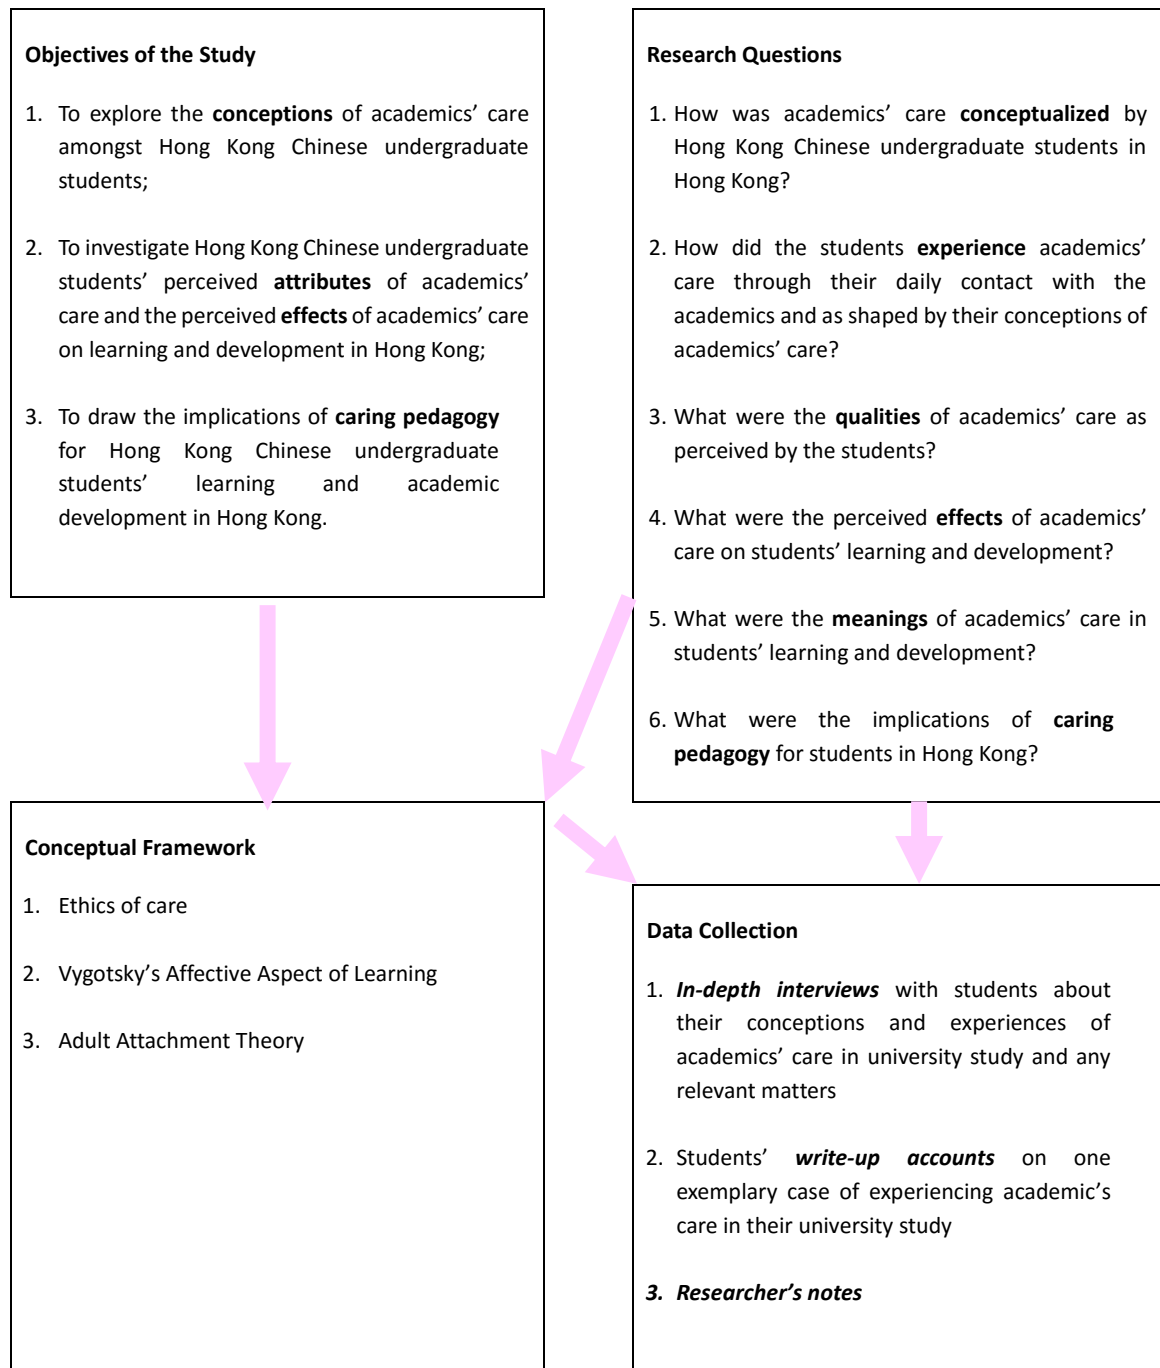 Objectives of the Study
1. To explore the conceptions of academics’ care
amongst Hong Kong Chinese undergraduate
students;
2. To investigate Hong Kong Chinese undergraduate
students’ perceived attributes of academics’
care and the perceived effects of academics’ care
on learning and development in Hong Kong;
3. To draw the implications of caring pedagogy
for Hong Kong Chinese undergraduate
students’ learning and academic
development in Hong Kong.
Research Questions
1. How was academics’ care conceptualized by
Hong Kong Chinese undergraduate students in
Hong Kong?
2. How did the students experience academics’
care through their daily contact with the
academics and as shaped by their conceptions of
academics’ care?
3. What were the qualities of academics’ care as
perceived by the students?
4. What were the perceived effects of academics’
care on students’ learning and development?
5. What were the meanings of academics’ care in
students’ learning and development?
6. What were the implications of caring
pedagogy for students in Hong Kong?
Conceptual Framework
1. Ethics of care
2. Vygotsky’s Affective Aspect of Learning
3. Adult Attachment Theory
Data Collection
1. In-depth interviews with students about
their conceptions and experiences of
academics’ care in university study and any
relevant matters
2. Students’ write-up accounts on one
exemplary case of experiencing academic’s
care in their university study
3. Researcher’s notes